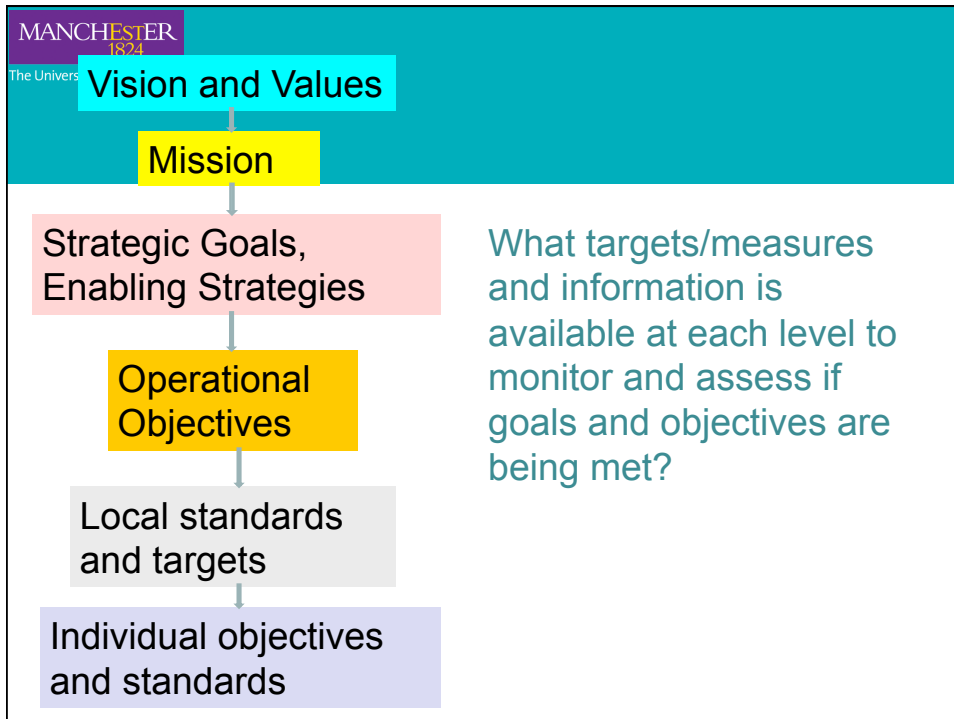 MANCHESTER
1824
The Univers
Vision and Values
Mission
Strategic Goals,
Enabling Strategies
Operational
Objectives
Local standards
and targets
Individual objectives
and standards
What targets/measures
and information is
available at each level to
monitor and assess if
goals and objectives are
being met?